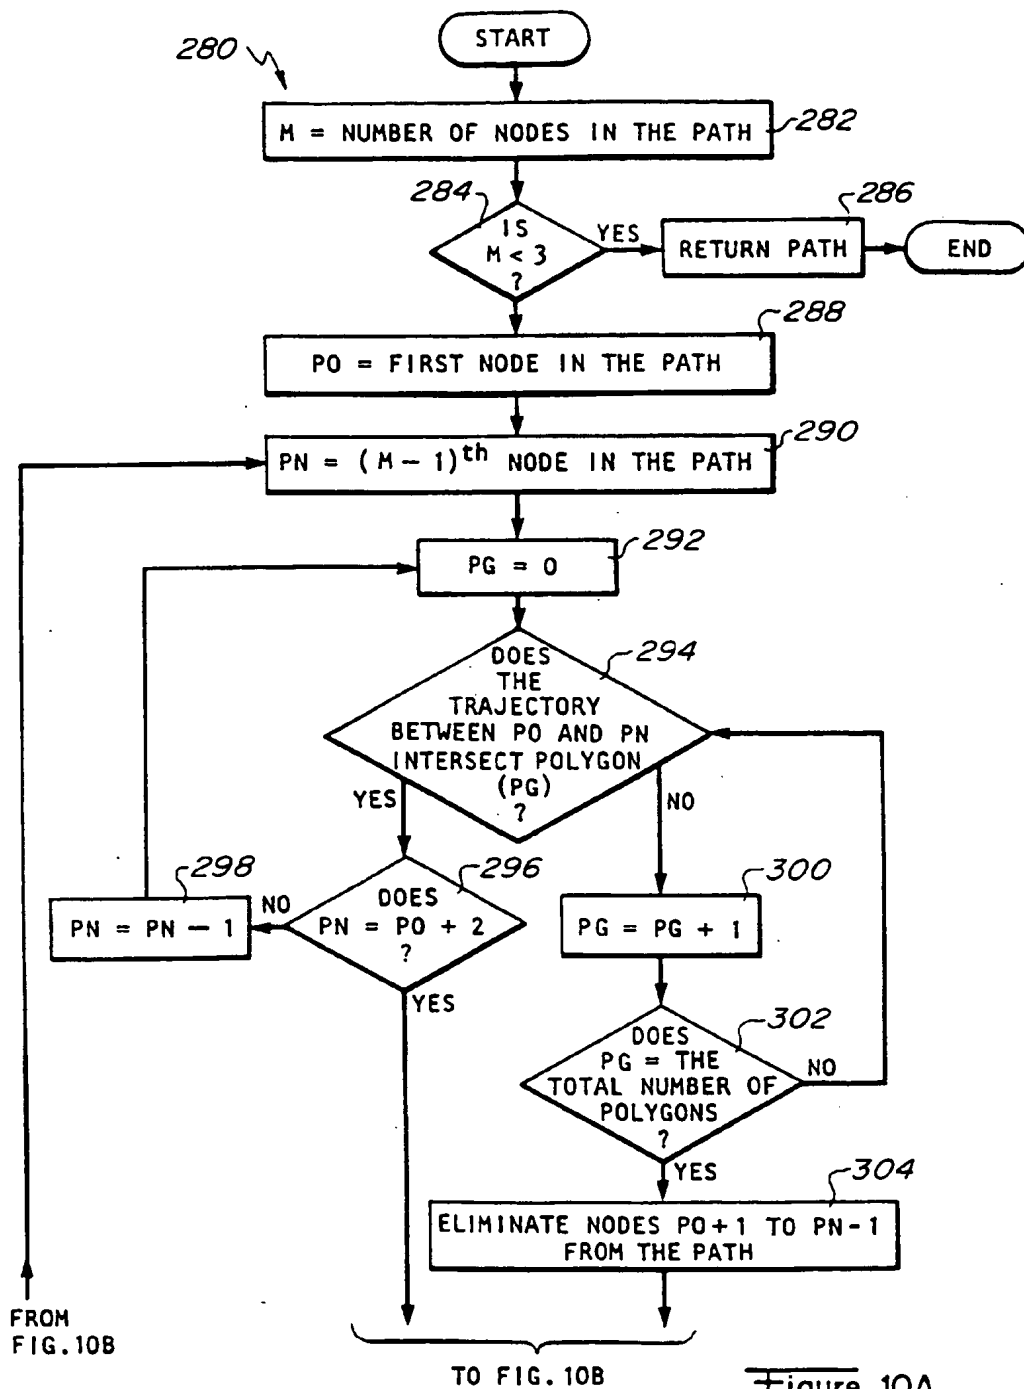 START
280
M = NUMBER OF NODES IN THE PATH
282
284
IS
M < 3
?
YES
286
RETURN PATH
END
288
PO = FIRST NODE IN THE PATH
290
PN = (M - 1)th NODE IN THE PATH
292
PG = 0
294
DOES
THE
TRAJECTORY
BETWEEN PO AND PN
INTERSECT POLYGON
(PG)
?
YES
NO
298
PN = PN - 1
NO
296
DOES
PN = PO + 2
?
YES
300
PG = PG + 1
302
DOES
PG = THE
TOTAL NUMBER OF
POLYGONS
?
NO
YES
304
ELIMINATE NODES PO+1 TO PN-1
FROM THE PATH
FROM
FIG.10B
TO FIG.10B
Figure 10A